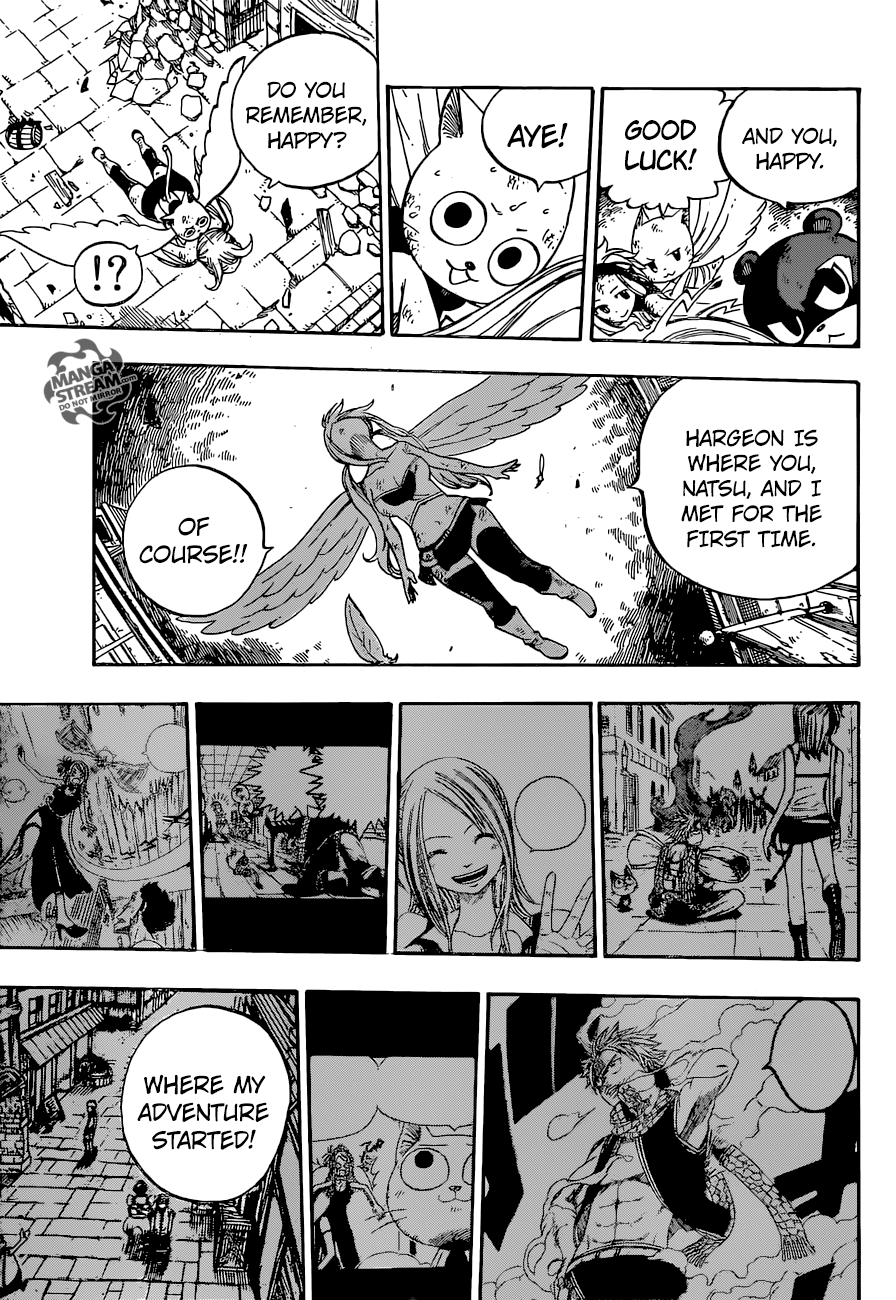 AND YOU,
HAPPY.
GOOD
LUCK!
AYE!
DO YOU
REMEMBER,
HAPPY?
!?
HARGEON IS
WHERE YOU,
NATSU, AND I
MET FOR THE
FIRST TIME.
OF
COURSE!!
MANGA
STREAM.com
DO NOT MIRROR
WHERE MY
ADVENTURE
STARTED!